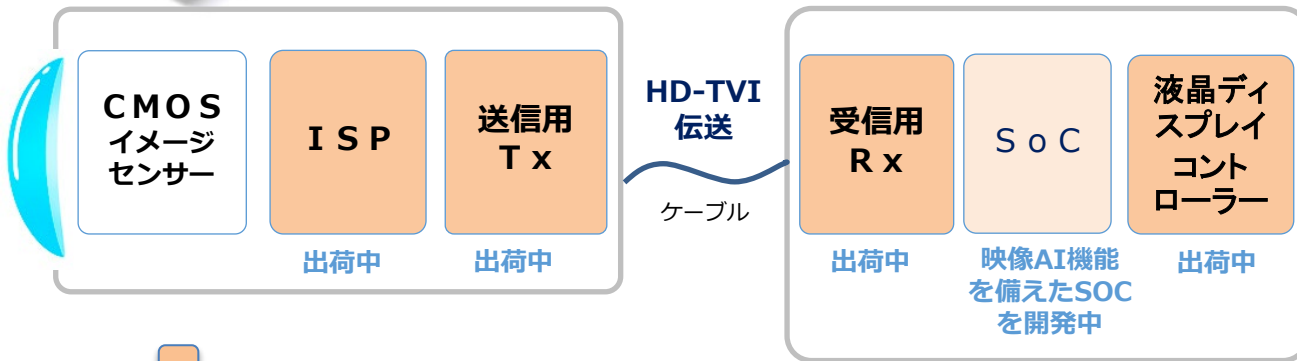 ＣＭＯＳ
イメージ
センサー
ＩＳＰ
送信用
Ｔｘ
出荷中
出荷中
HD-TVI
伝送
ケーブル
受信用
Ｒｘ
ＳｏＣ
液晶ディ
スプレイ
コント
ローラー
出荷中
映像AI機能
を備えたSOC
を開発中
出荷中